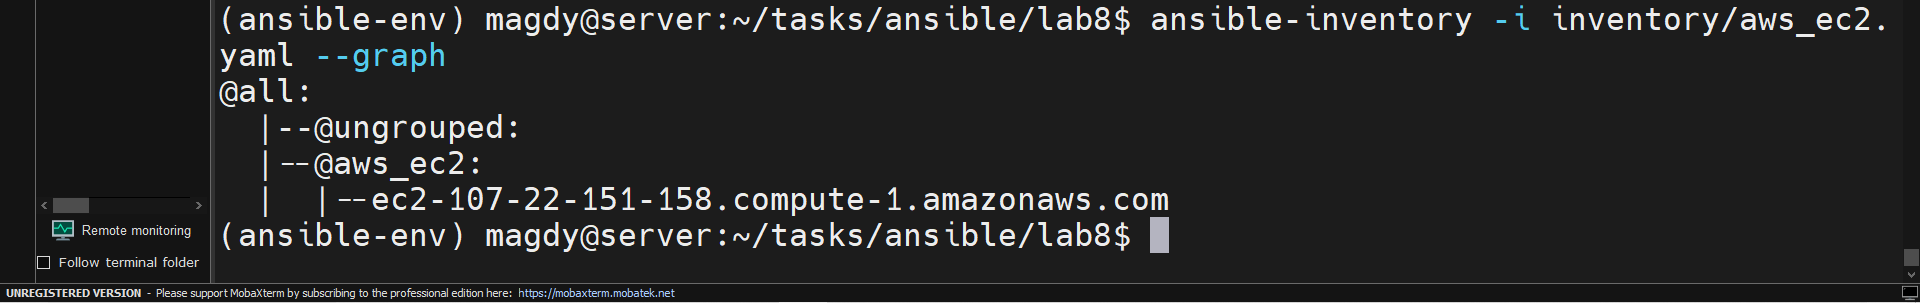 (ansible-env) magdy@server:~/tasks/ansible/lab8$ ansible-inventory -i inventory/aws_ec2.
yaml --graph
@all:
  |--@ungrouped:
  |--@aws_ec2:
  |  |--ec2-107-22-151-158.compute-1.amazonaws.com
(ansible-env) magdy@server:~/tasks/ansible/lab8$
Remote monitoring
Follow terminal folder
UNREGISTERED VERSION - Please support MobaXterm by subscribing to the professional edition here: https://mobaxterm.mobatek.net